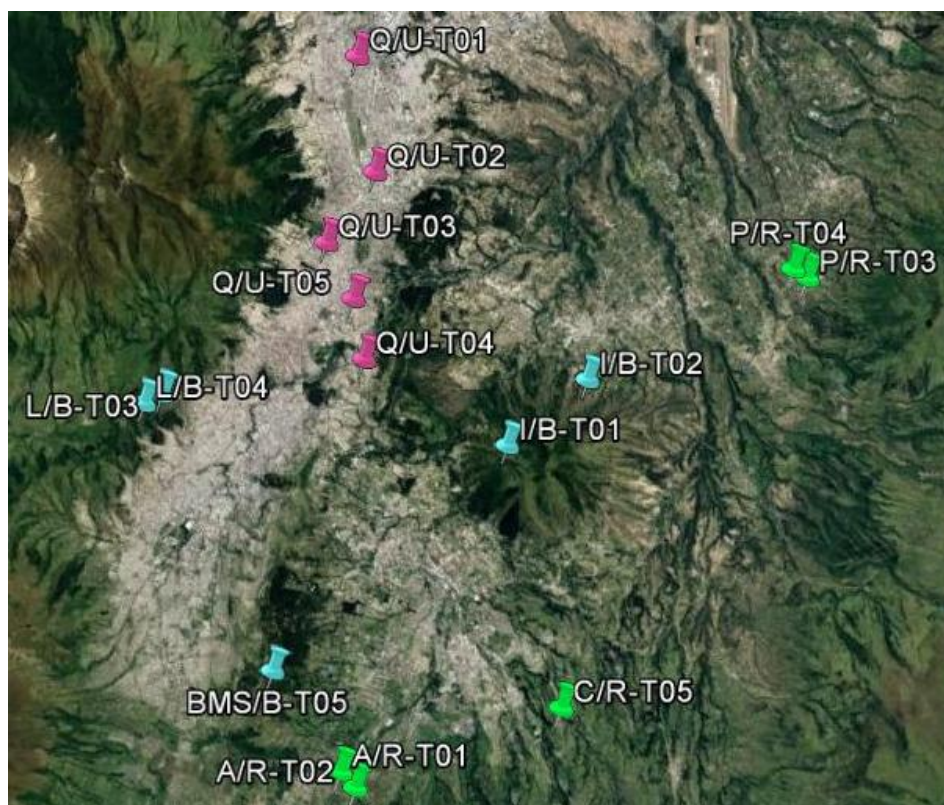 Q/U-T01
Q/U-T02
Q/U-T03
P/R-T04
P/R-T03
Q/U-T05
Q/U-T04
I/B-T02
L/B-T04
L/B-T03
I/B-T01
BMS/B-T05
C/R-T05
A/R-T01
A/R-T02